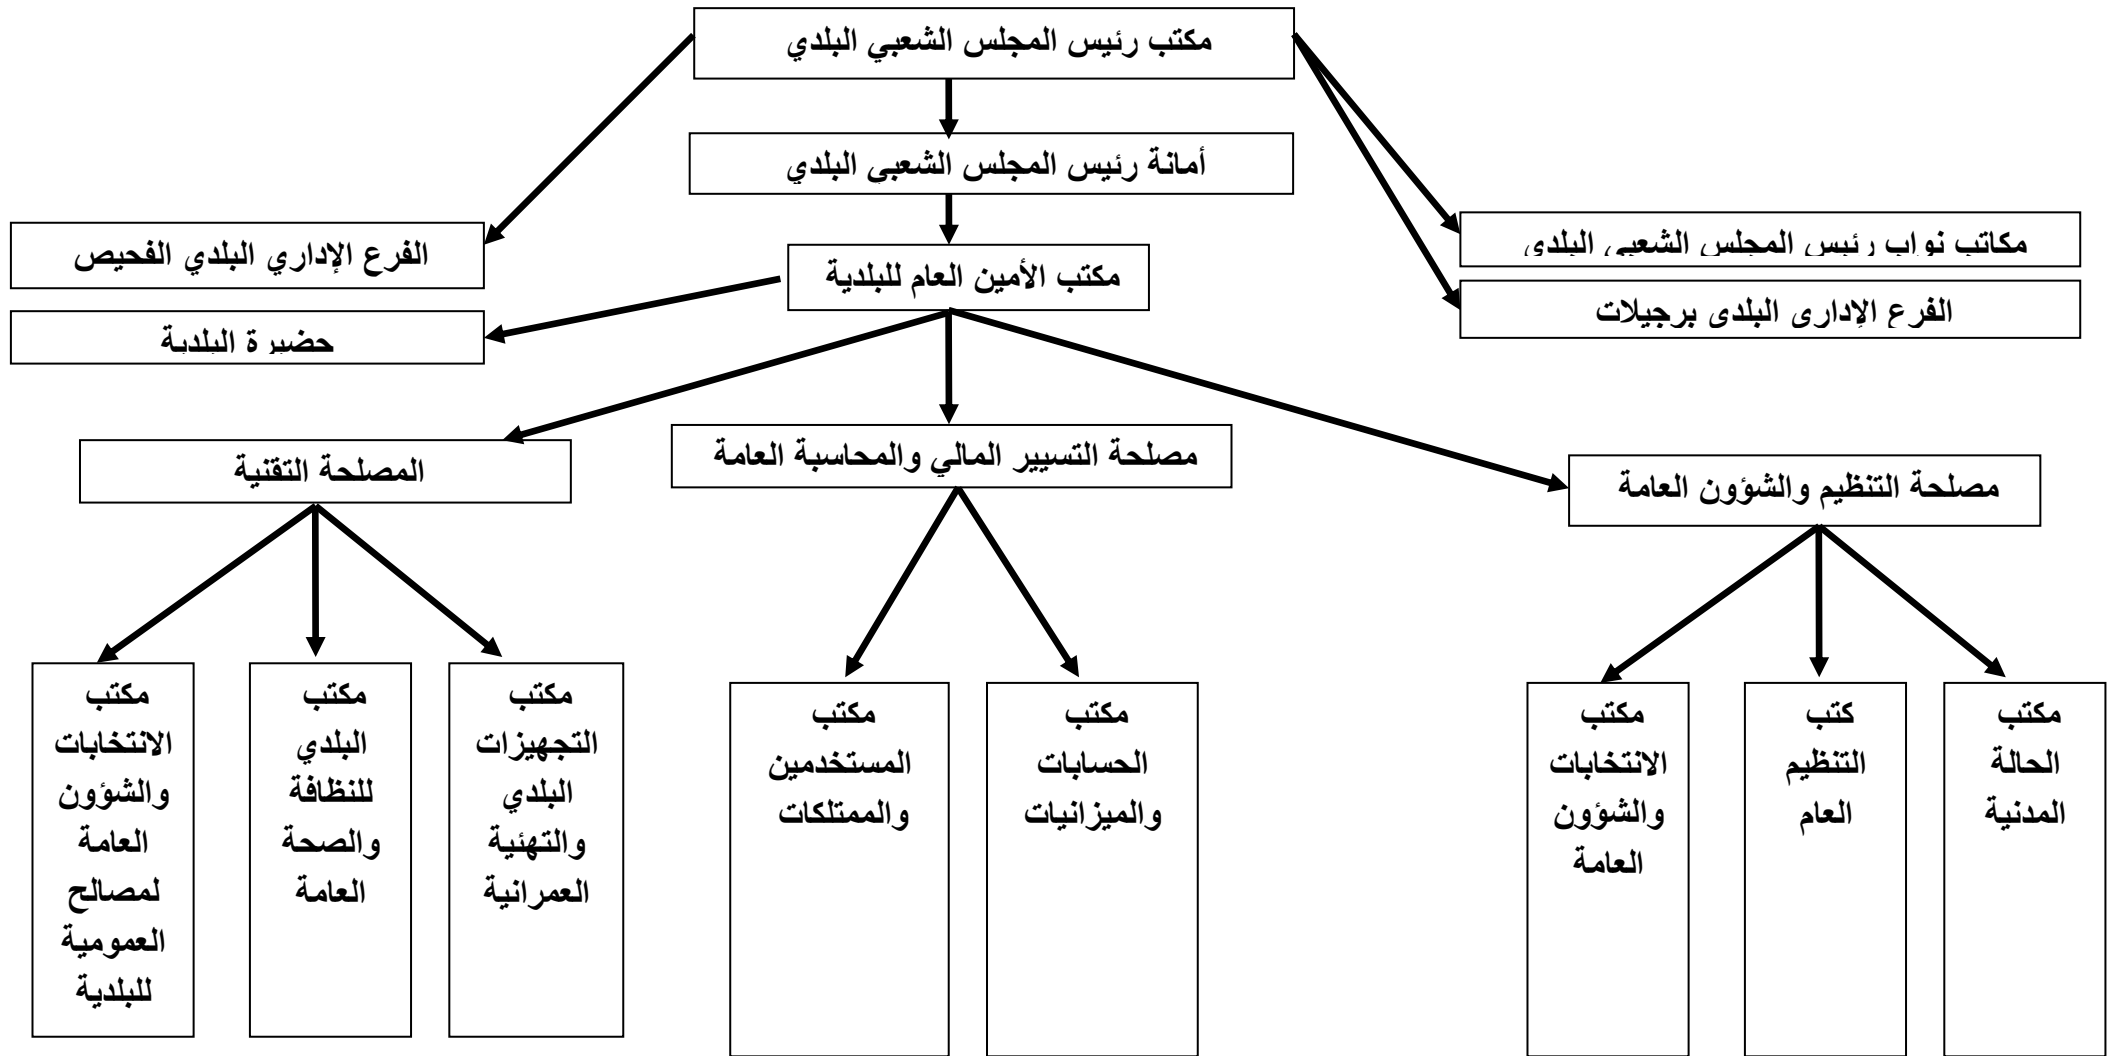 مكتب رئيس المجلس الشعبي البلدي
أمانة رئيس المجلس الشعبي البلدي
مكاتب نواب رئيس المجلس الشعبي البلدي
الفرع الإداري البلدي الفحيص
مكتب الأمين العام للبلدية
الفرع الإداري البلدي برجيلات
حضيرة البلدية
المصلحة التقنية
مصلحة التسيير المالي والمحاسبة العامة
مصلحة التنظيم والشؤون العامة
مكتب
الحالة
المدنية
كتب
التنظيم
العام
مكتب
الانتخابات
والشؤون
العامة
مكتب
الحسابات
والميزانيات
مكتب
المستخدمين
والممتلكات
مكتب
التجهيزات
البلدي
والتهئية
العمرانية
مكتب
البلدي
للنظافة
والصحة
العامة
مكتب
الانتخابات
والشؤون
العامة
لمصالح
العمومية
للبلدية